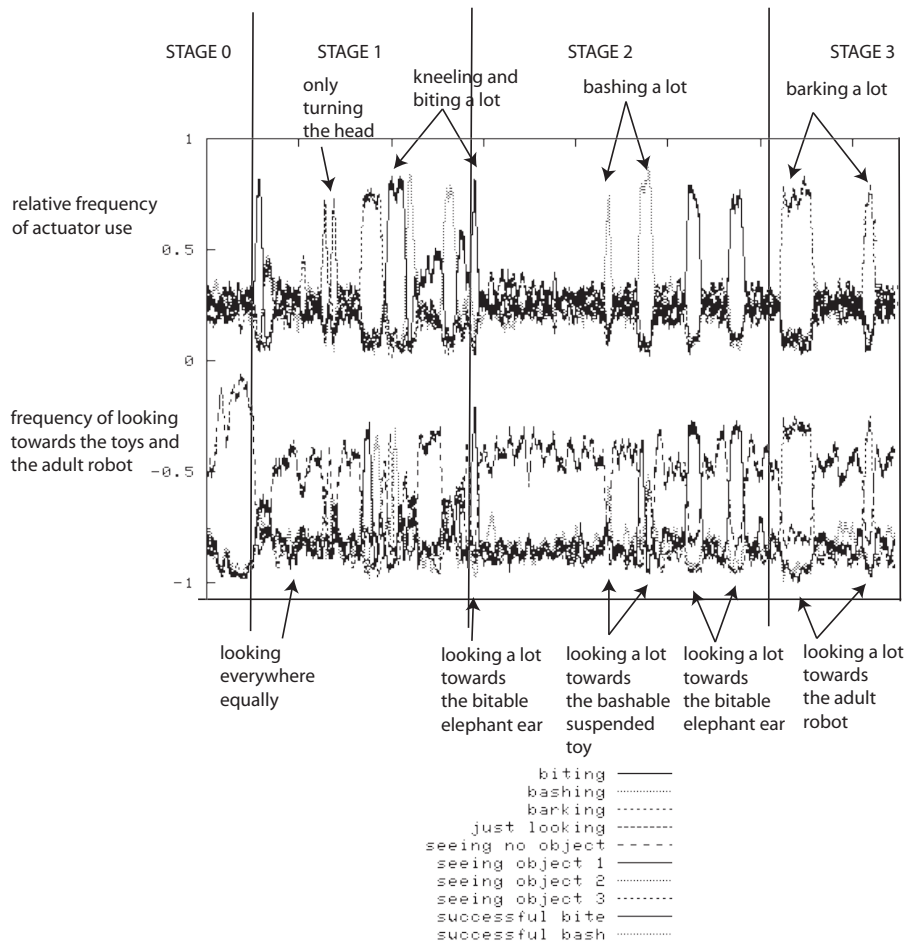 STAGE 0
STAGE 1
STAGE 2
STAGE 3
only
turning
the head
kneeling and
biting a lot
bashing a lot
barking a lot
1
relative frequency
of actuator use
0.5
0
frequency of looking
towards the toys and
the adult robot
-0.5
-1
looking
everywhere
equally
looking a lot
towards
the bitable
elephant ear
looking a lot
towards
the bashable
suspended
toy
looking a lot
towards
the bitable
elephant ear
looking a lot
towards
the adult
robot
biting
bashing
barking
just looking
seeing no object
seeing object 1
seeing object 2
seeing object 3
successful bite
successful bash